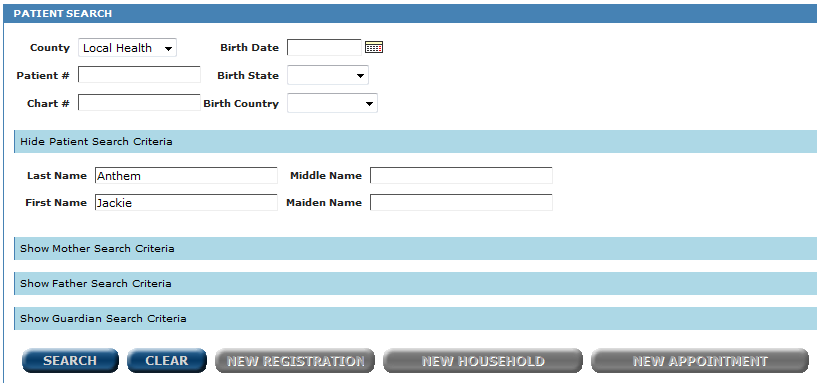 PATIENT SEARCH
County Local Health Birth Date
Patient # Birth State
Chart # Birth Country
Hide Patient Search Criteria
Last Name Anthem Middle Name
First Name Jackie Maiden Name
Show Mother Search Criteria
Show Father Search Criteria
Show Guardian Search Criteria
SEARCH CLEAR NEW REGISTRATION NEW HOUSEHOLD NEW APPOINTMENT